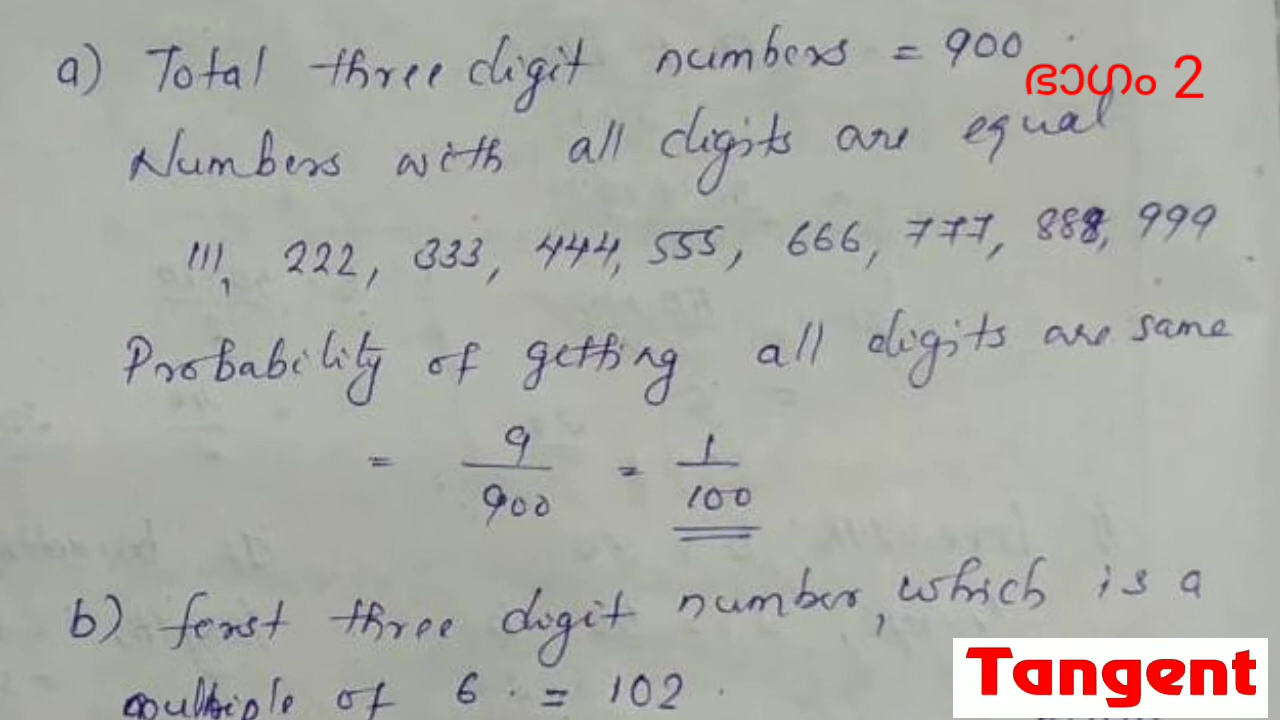 a) Total three digit numbers = 900
ഭാഗം 2
Numbers with all digits are equal
111, 222, 333, 444, 555, 666, 777, 888, 999
Probability of getting all digits are same
= 9/900 = 1/100
b) ferst three digit number, which is a
multiple of 6 = 102
Tangent